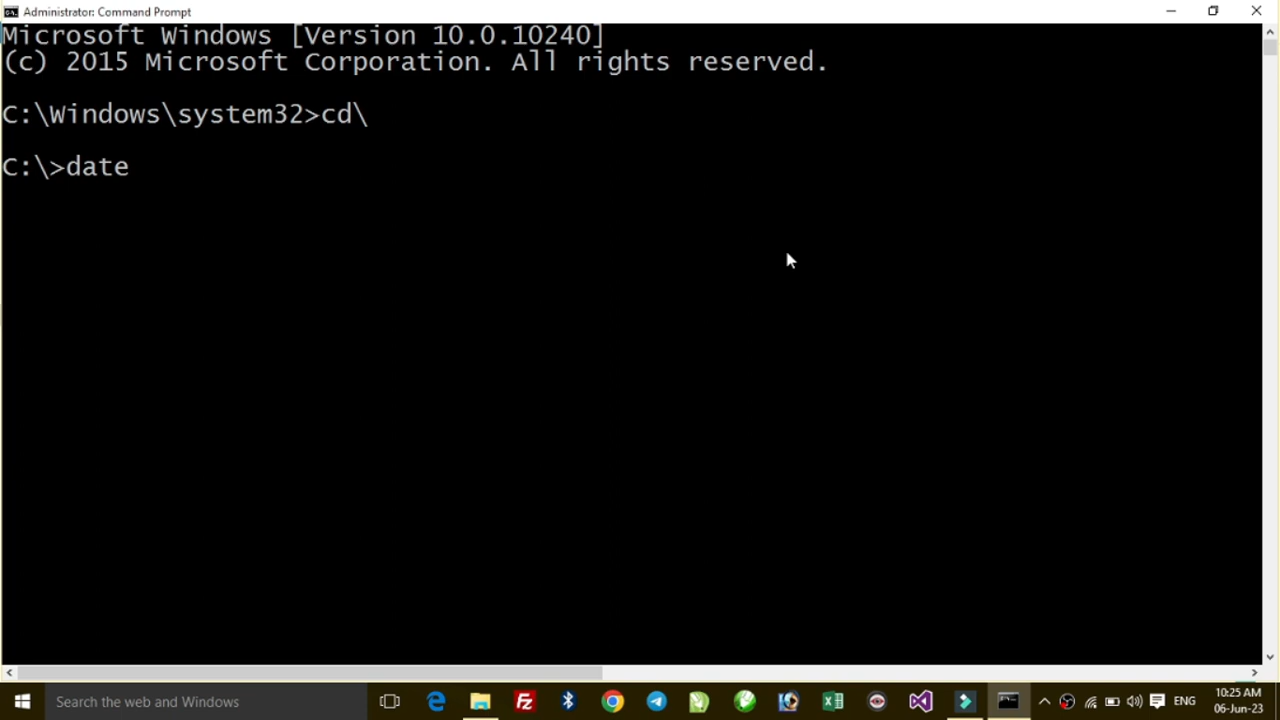 Administrator: Command Prompt
Microsoft Windows [Version 10.0.10240]
(c) 2015 Microsoft Corporation. All rights reserved.
C:\Windows\system32>cd\
C:\>date
Search the web and Windows
ENG
10:25 AM
06-Jun-23